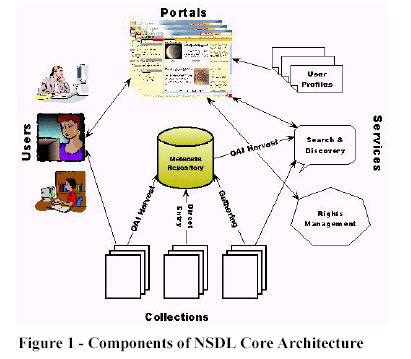 Portals
User
Profiles
Users
Services
Metadata
Repository
OAI Harvest
Search &
Discovery
OAI Harvest
Direct
Entry
Gathering
Rights
Management
Collections
Figure 1 - Components of NSDL Core Architecture